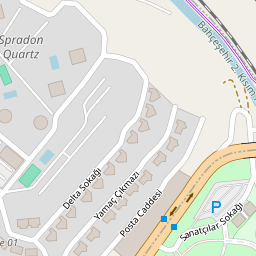 Spradon
Quartz
Bahçeşehir 2. Kısım
Delta Sokağı
Yamaç Çıkmazı
Posta Caddesi
P
Sanatçılar Sokağı
e 01